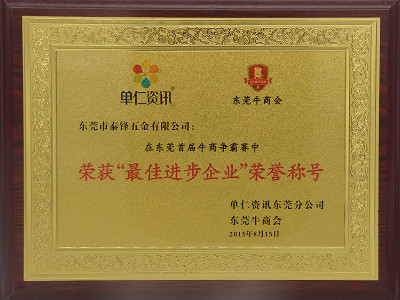 单仁资讯
东莞牛商会
东莞市泰锋五金有限公司:
在东莞首届牛商争霸赛中
荣获“最佳进步企业”荣誉称号
单仁资讯东莞分公司
东莞牛商会
2015年8月15日